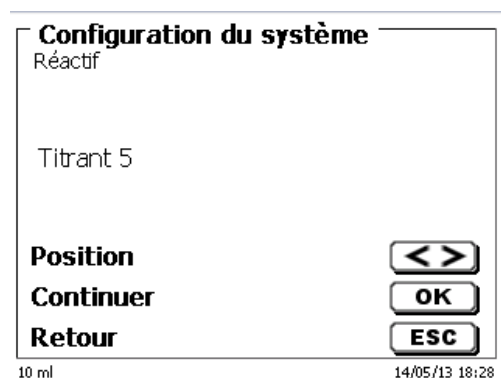 Configuration du système
Réactif
Titrant 5
Position < >
Continuer OK
Retour ESC
10 ml 14/05/13 18:28